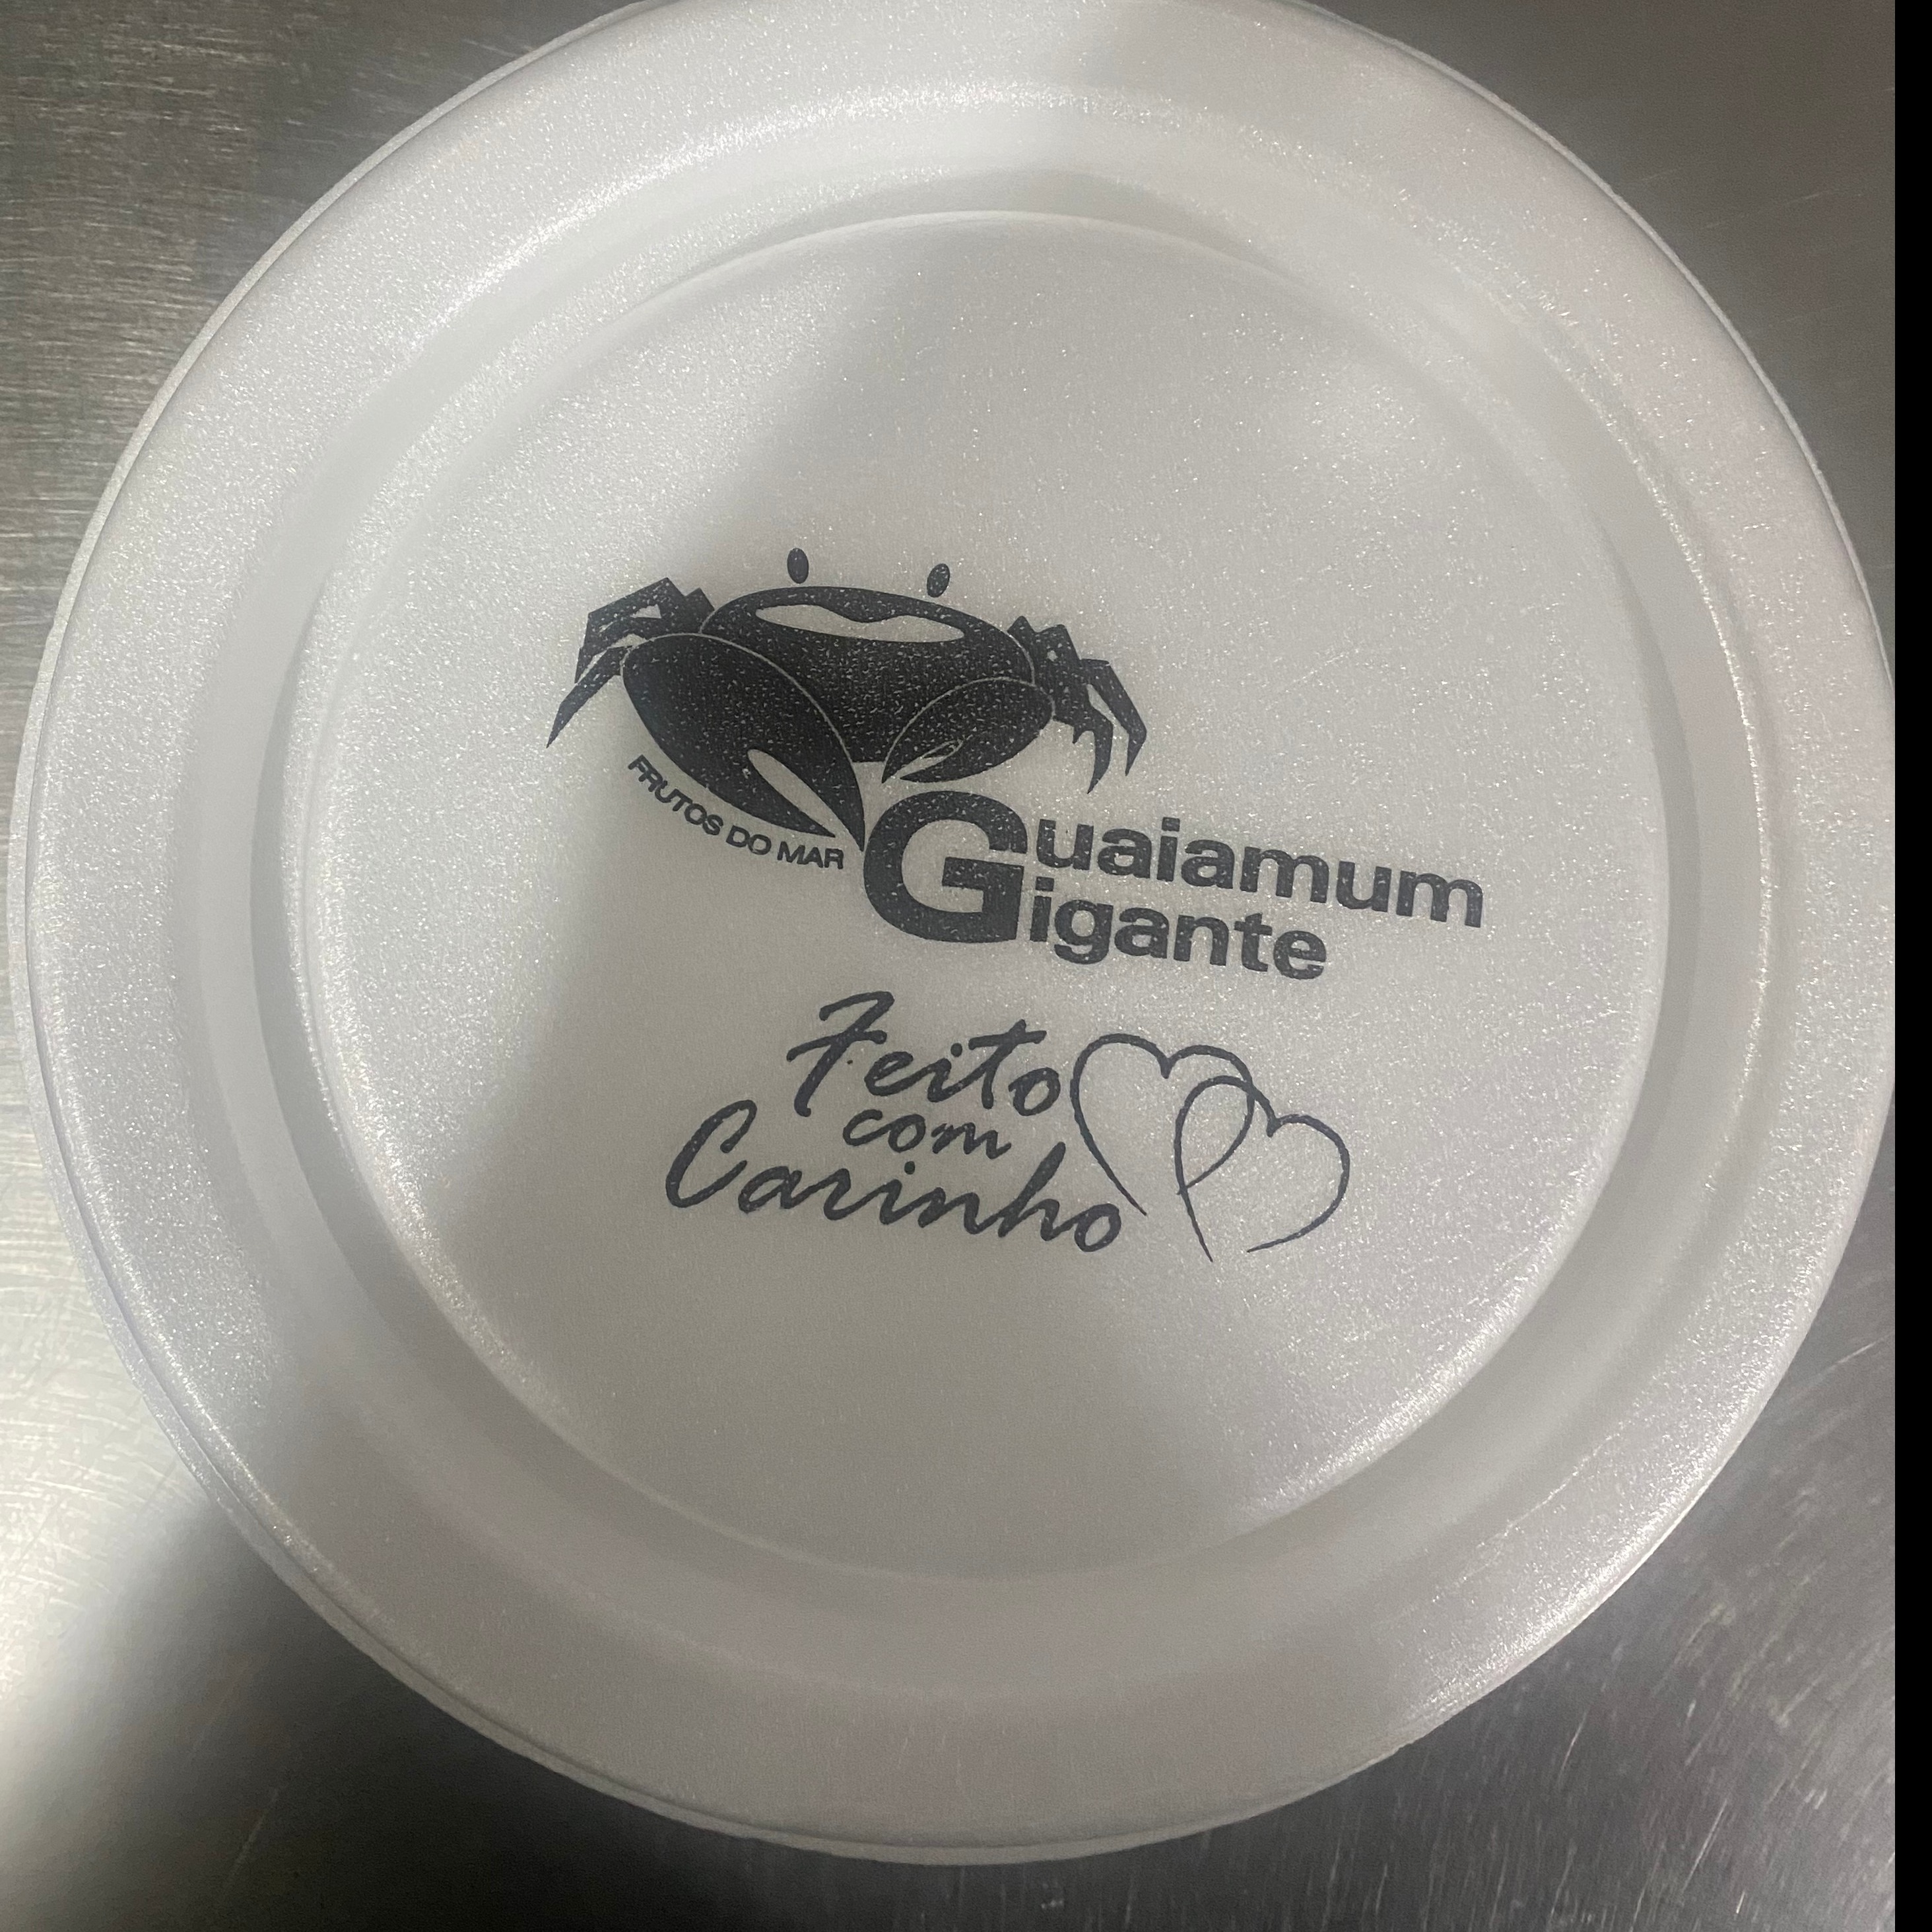 FRUTOS DO MAR
Guaiamum
Gigante
Feito
com
Carinho